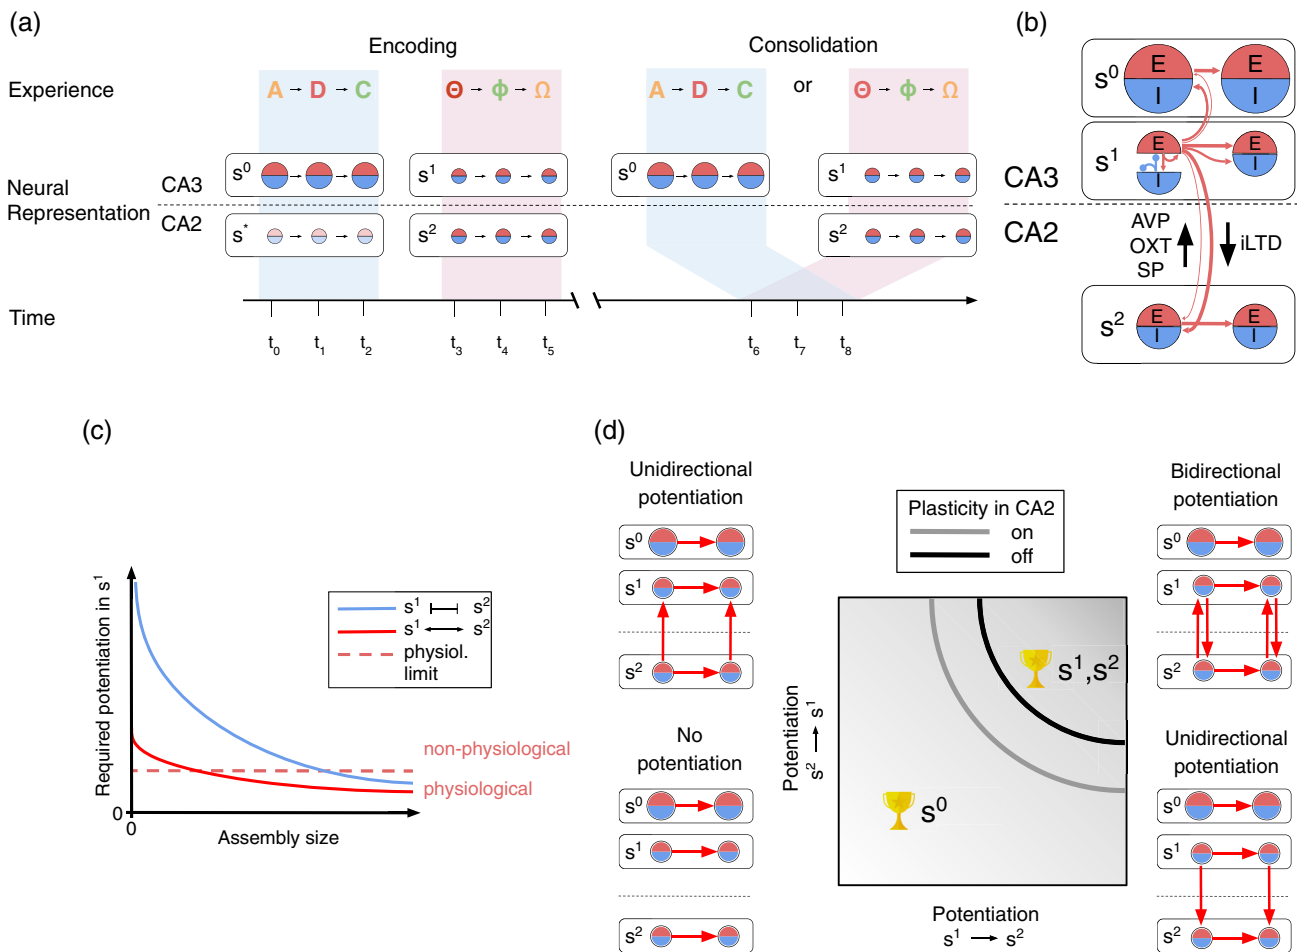 (a)
Encoding
Consolidation
Experience
A → D → C
Θ → ϕ → Ω
A → D → C
or
Θ → ϕ → Ω
Neural
Representation
CA3
CA2
s⁰
s¹
s⁰
s¹
s*
s²
s²
Time
t₀
t₁
t₂
t₃
t₄
t₅
t₆
t₇
t₈
(b)
s⁰
E
I
E
I
s¹
E
I
E
I
CA3
CA2
AVP
OXT
SP
iLTD
s²
E
I
E
I
(c)
Required potentiation in s¹
s¹ s²
s¹ ↔ s²
physiol.
limit
non-physiological
physiological
0
0
Assembly size
(d)
Unidirectional
potentiation
s⁰
s¹
s²
No
potentiation
s⁰
s¹
s²
Plasticity in CA2
on
off
Potentiation
s² → s¹
s¹,s²
s⁰
Potentiation
s¹ → s²
Bidirectional
potentiation
s⁰
s¹
s²
Unidirectional
potentiation
s⁰
s¹
s²